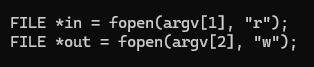 FILE *in = fopen(argv[1], "r");
FILE *out = fopen(argv[2], "w");